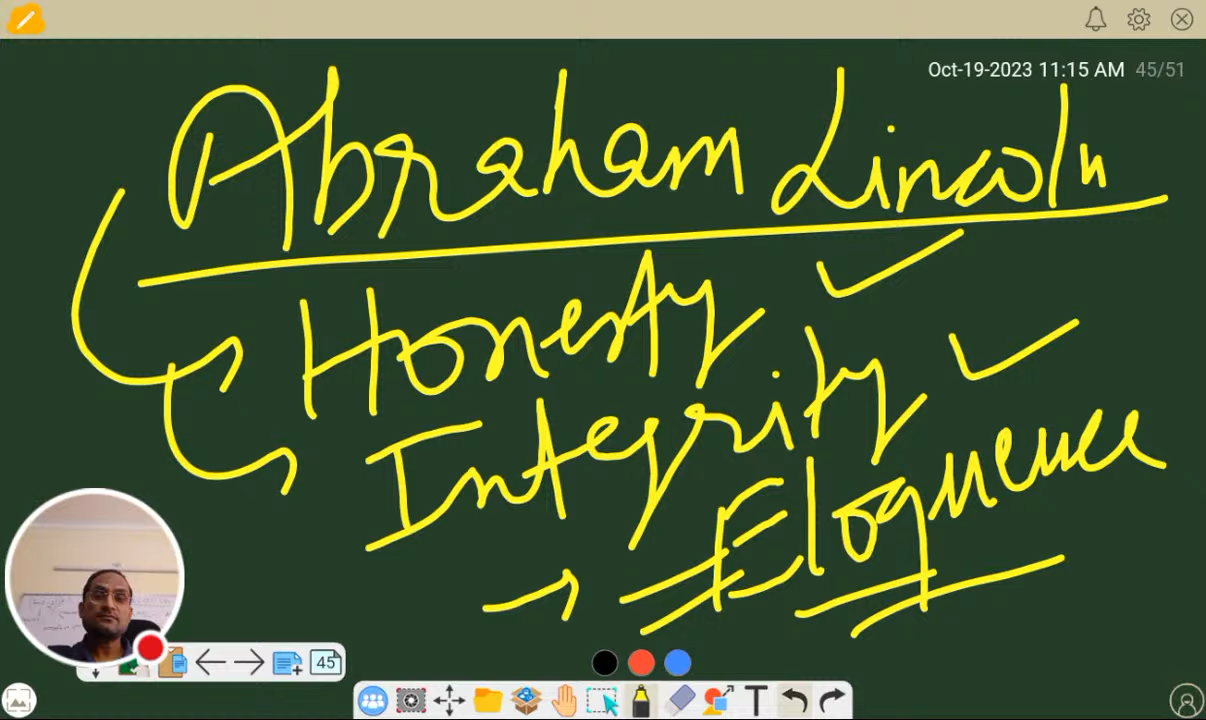 Oct-19-2023 11:15 AM 45/51
Abraham Lincoln
Honesty
Integrity
Eloquence
45
T